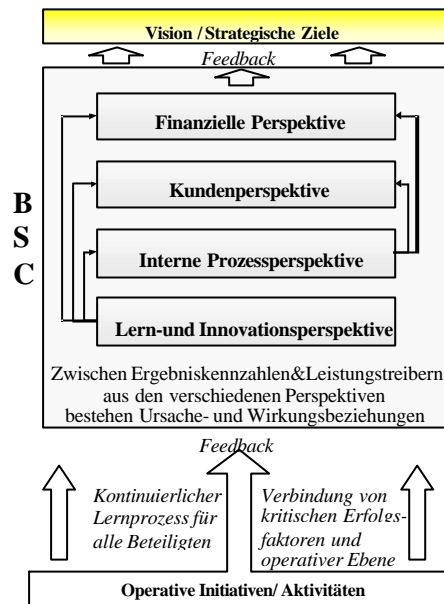 Vision / Strategische Ziele
Feedback
Finanzielle Perspektive
Kundenperspektive
B
S
C
Interne Prozessperspektive
Lern-und Innovationsperspektive
Zwischen Ergebniskennzahlen&Leistungstreibern
aus den verschiedenen Perspektiven
bestehen Ursache- und Wirkungsbeziehungen
Feedback
Kontinuierlicher
Lernprozess für
alle Beteiligten
Verbindung von
kritischen Erfolgs-
faktoren und
operativer Ebene
Operative Initiativen/ Aktivitäten